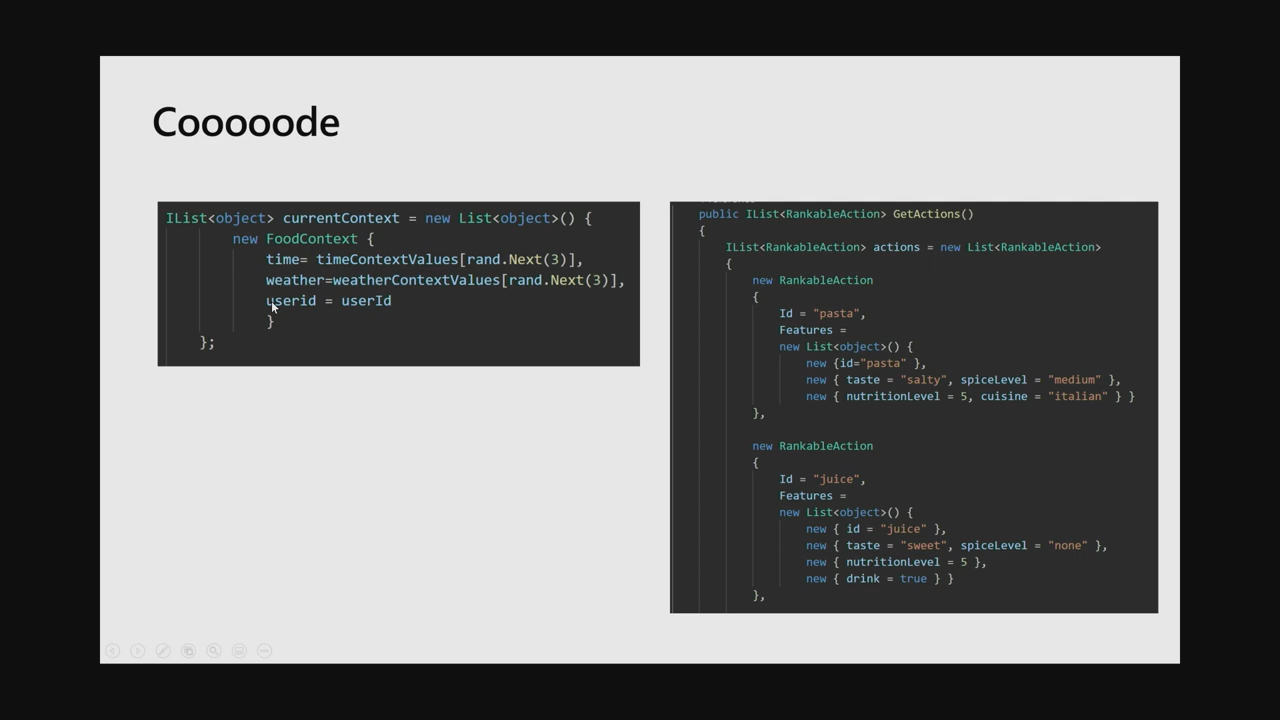 Cooooode
IList<object> currentContext = new List<object>() {
new FoodContext {
time= timeContextValues[rand.Next(3)],
weather=weatherContextValues[rand.Next(3)],
userid = userId
}
};
public IList<RankableAction> GetActions()
{
IList<RankableAction> actions = new List<RankableAction>
{
new RankableAction
{
Id = "pasta",
Features =
new List<object>() {
new {id="pasta" },
new { taste = "salty", spiceLevel = "medium" },
new { nutritionLevel = 5, cuisine = "italian" } }
},
new RankableAction
{
Id = "juice",
Features =
new List<object>() {
new { id = "juice" },
new { taste = "sweet", spiceLevel = "none" },
new { nutritionLevel = 5 },
new { drink = true } }
},